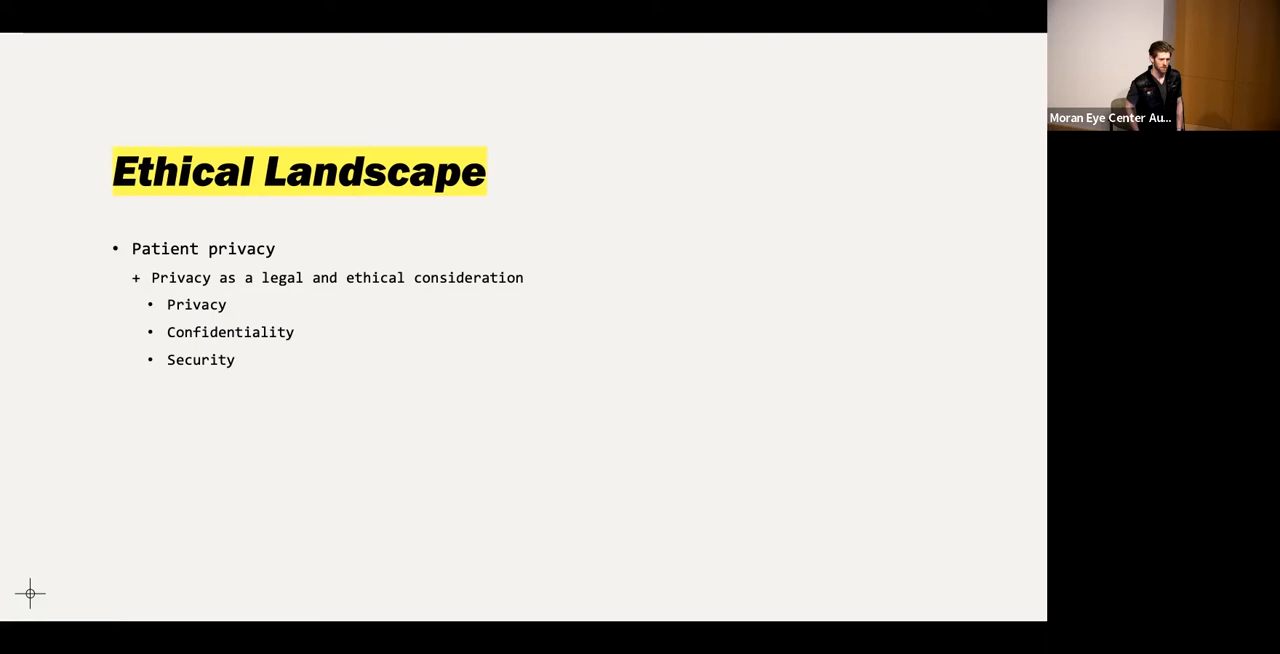 Ethical Landscape
• Patient privacy
+ Privacy as a legal and ethical consideration
• Privacy
• Confidentiality
• Security
Moran Eye Center Au...